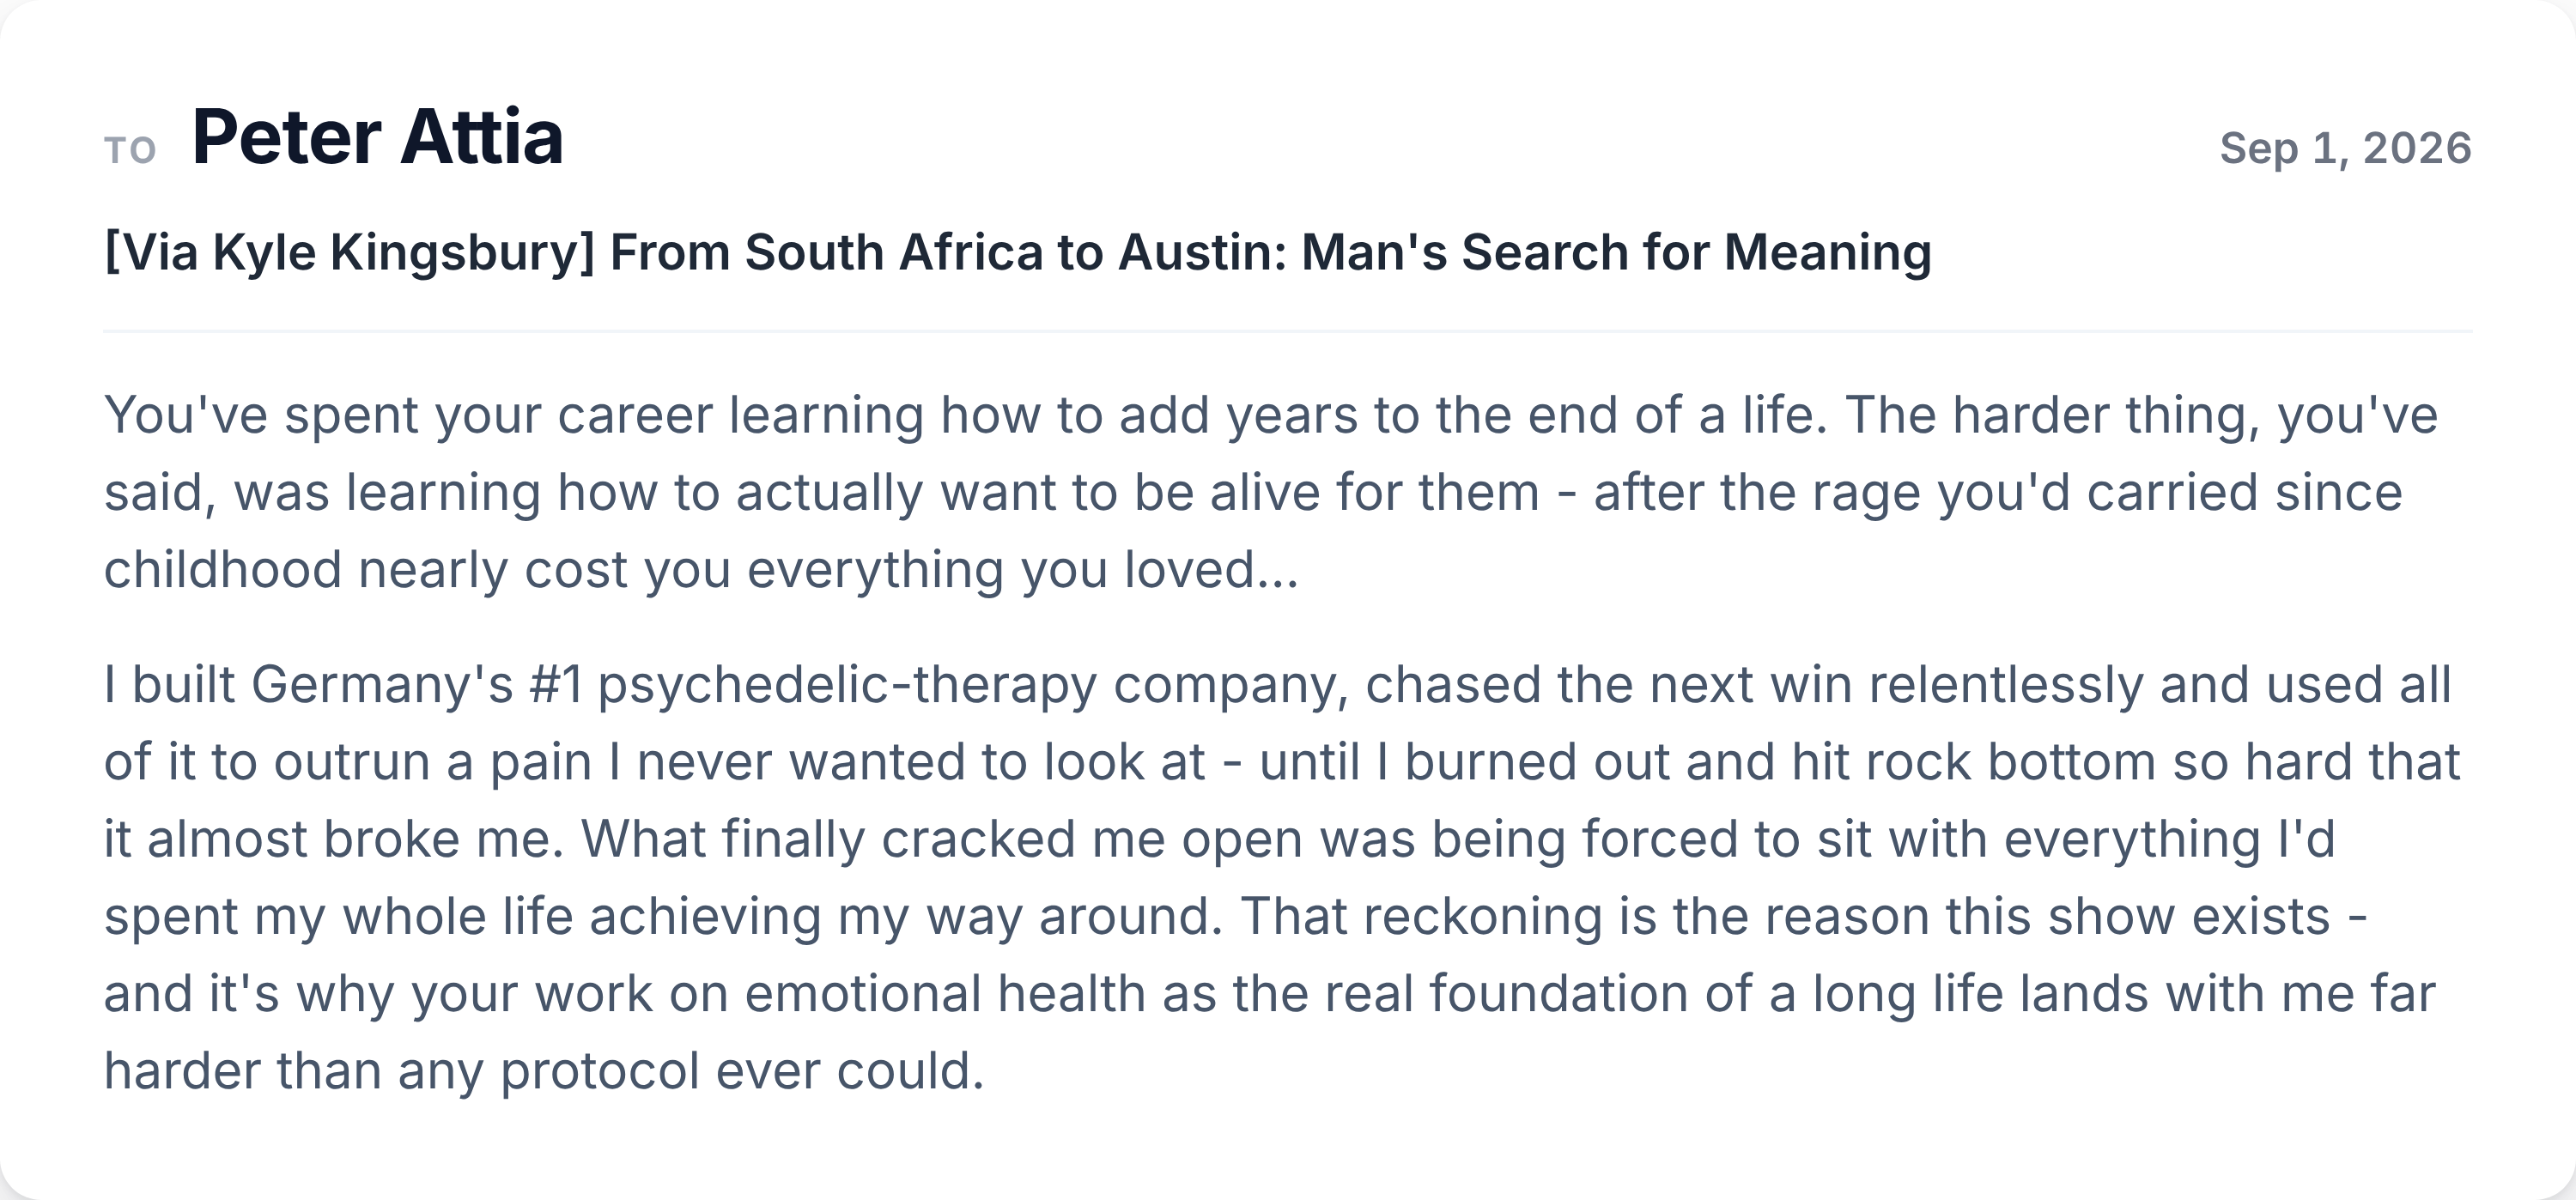 TO Peter Attia Sep 1, 2026
[Via Kyle Kingsbury] From South Africa to Austin: Man's Search for Meaning
You've spent your career learning how to add years to the end of a life. The harder thing, you've
said, was learning how to actually want to be alive for them - after the rage you'd carried since
childhood nearly cost you everything you loved...
I built Germany's #1 psychedelic-therapy company, chased the next win relentlessly and used all
of it to outrun a pain I never wanted to look at - until I burned out and hit rock bottom so hard that
it almost broke me. What finally cracked me open was being forced to sit with everything I'd
spent my whole life achieving my way around. That reckoning is the reason this show exists -
and it's why your work on emotional health as the real foundation of a long life lands with me far
harder than any protocol ever could.